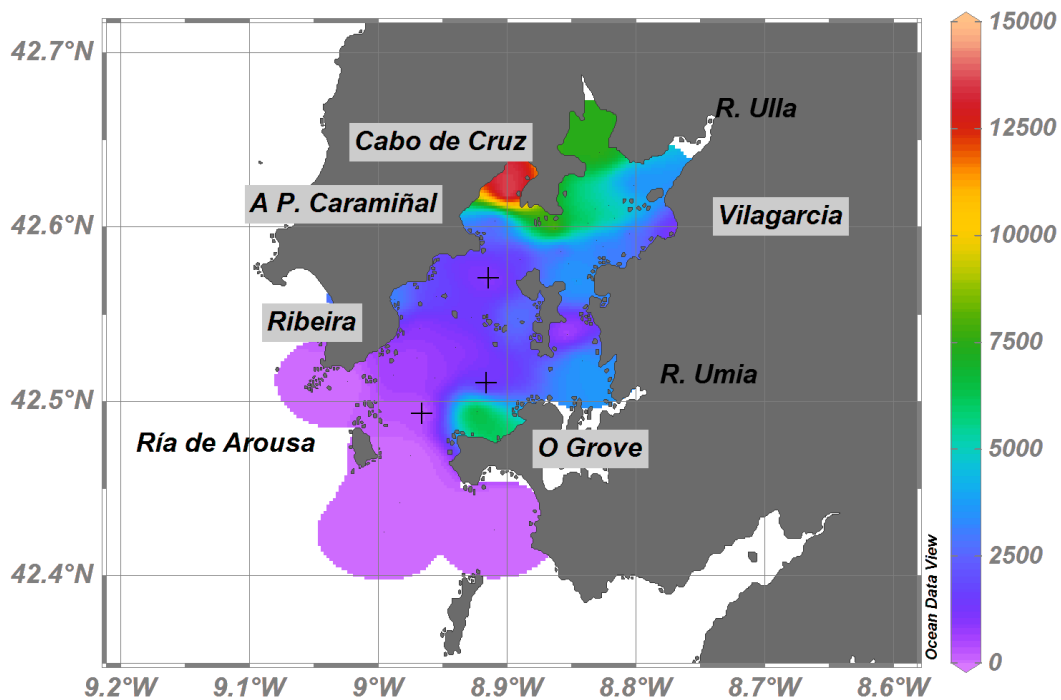 42.7°N
42.6°N
42.5°N
42.4°N
9.2°W
9.1°W
9°W
8.9°W
8.8°W
8.7°W
8.6°W
R. Ulla
Cabo de Cruz
A P. Caramiñal
Vilagarcia
Ribeira
R. Umia
Ría de Arousa
O Grove
Ocean Data View
15000
12500
10000
7500
5000
2500
0